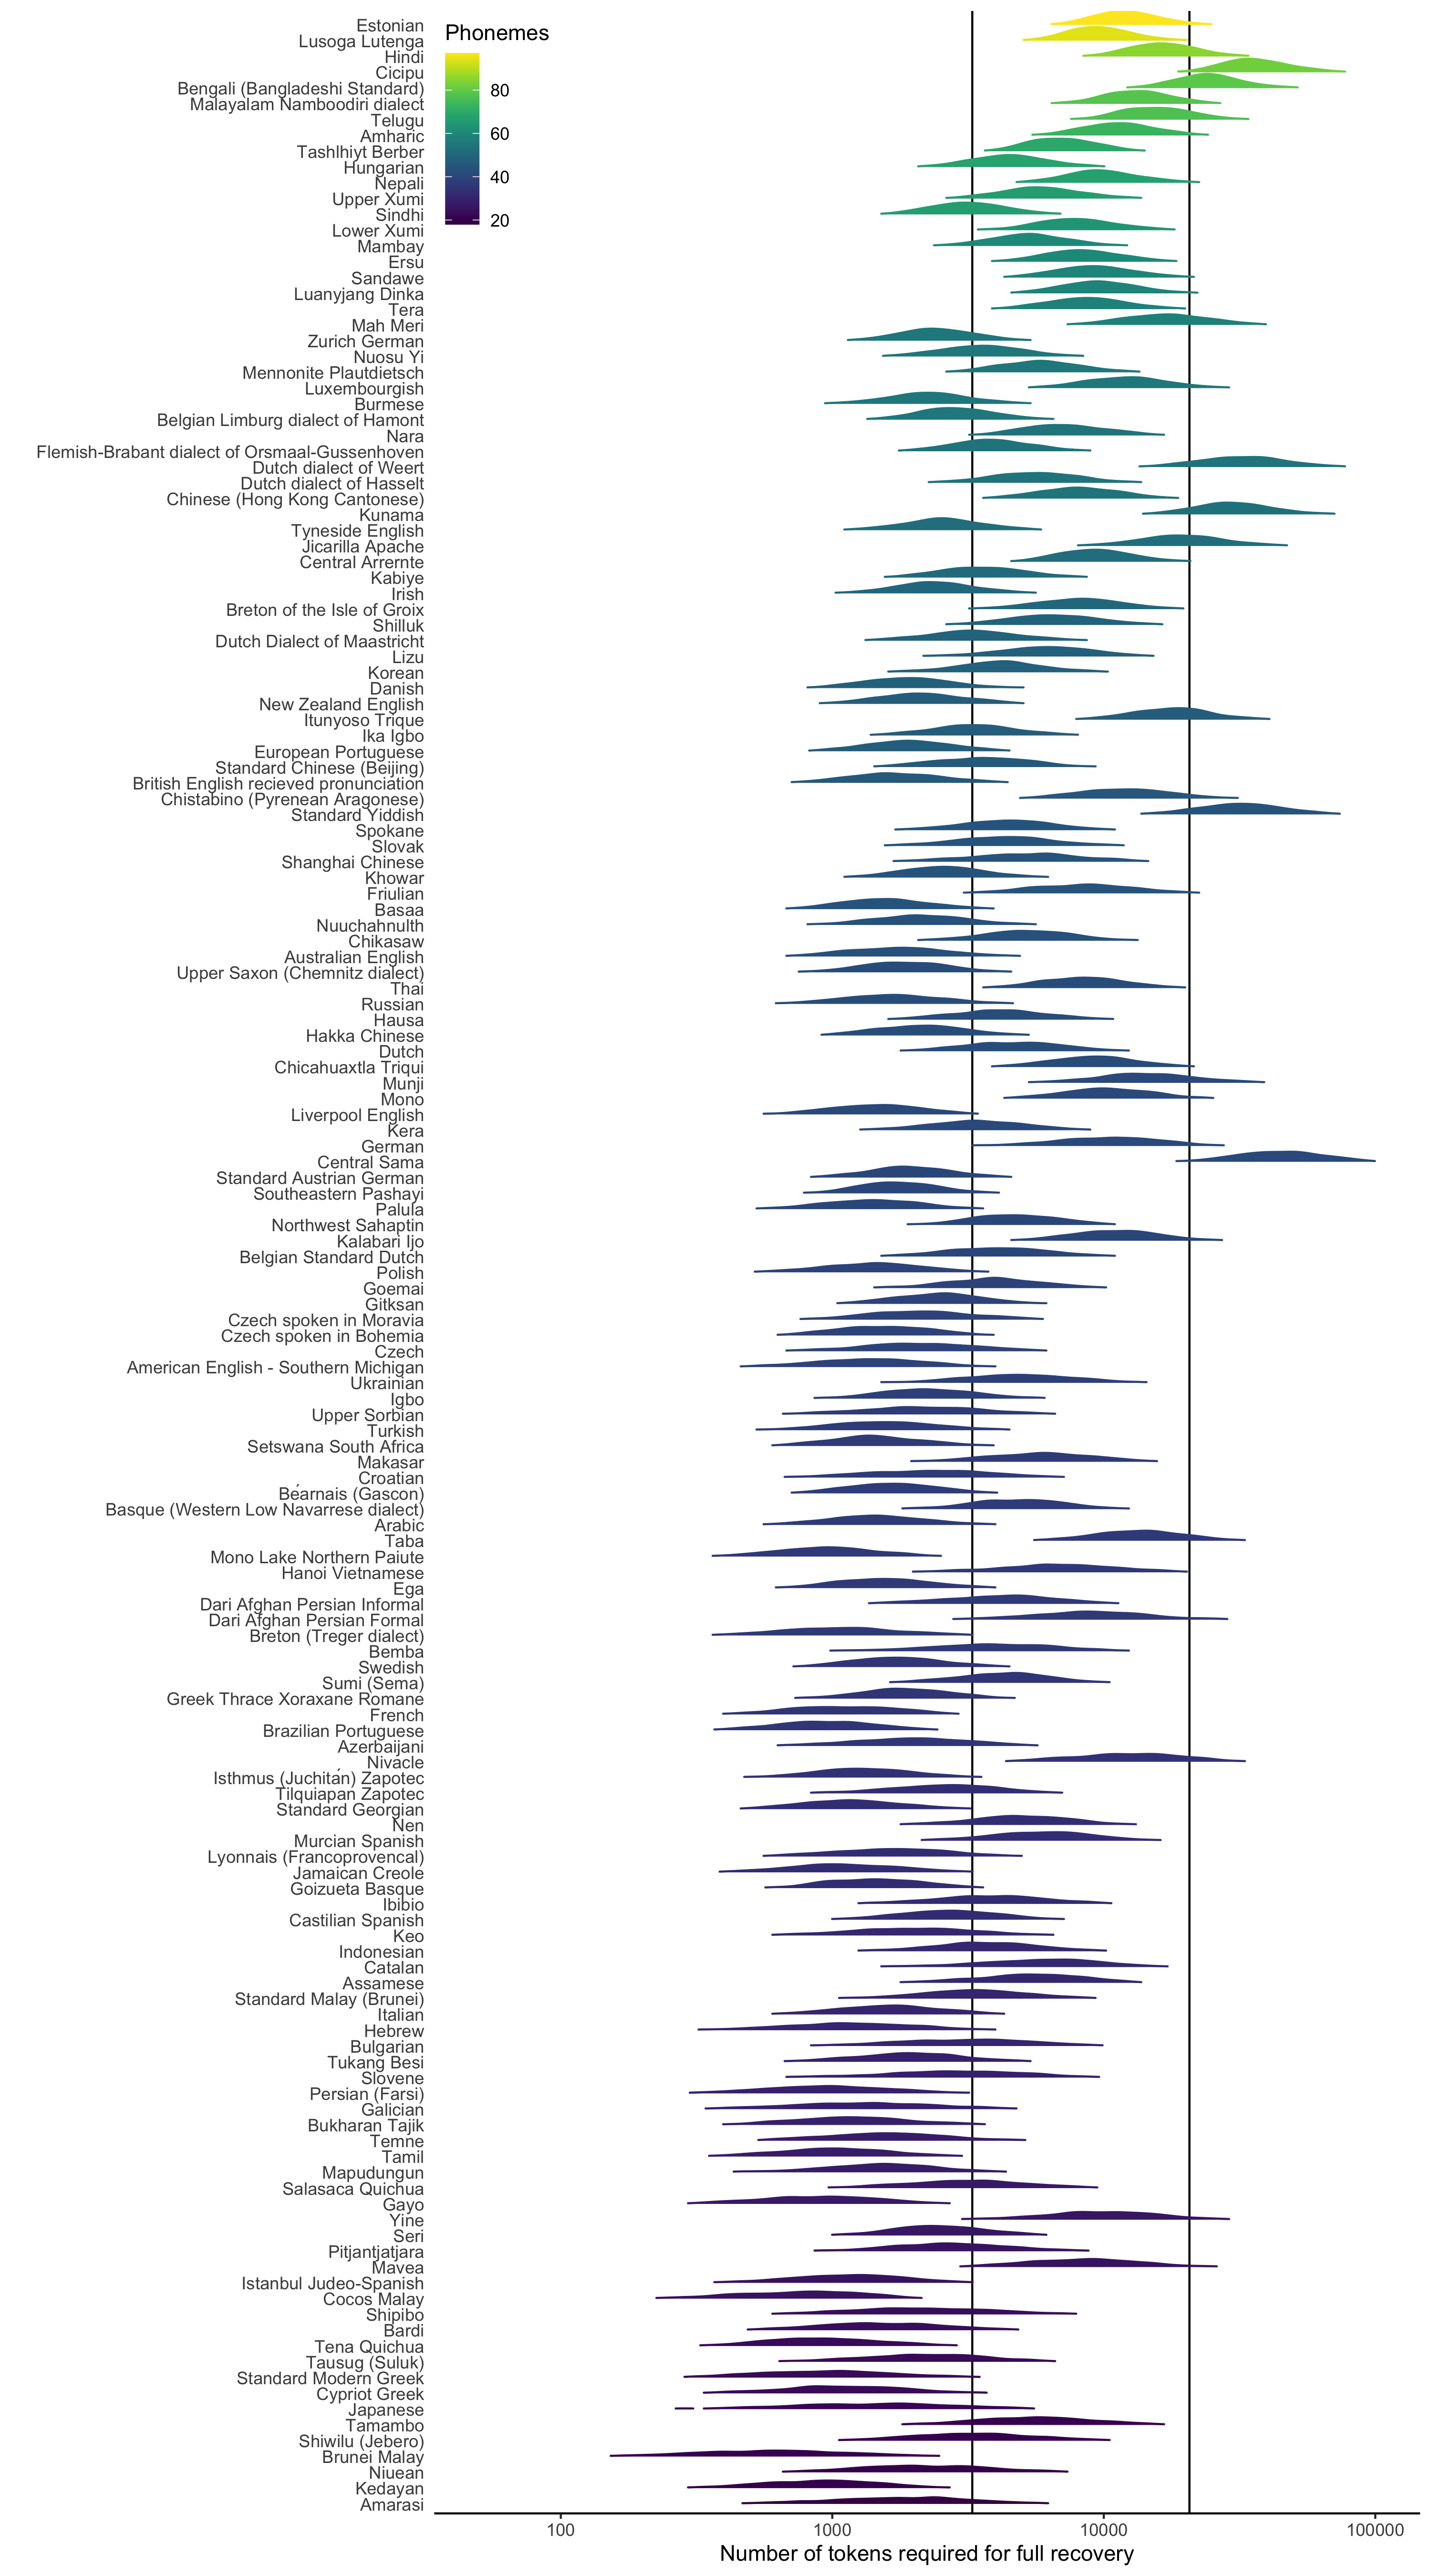 Estonian
Lusoga Lutenga
Hindi
Cicipu
Bengali (Bangladeshi Standard)
Malayalam Namboodiri dialect
Telugu
Amharic
Tashlhiyt Berber
Hungarian
Nepali
Upper Xumi
Sindhi
Lower Xumi
Mambay
Ersu
Sandawe
Luanyjang Dinka
Tera
Mah Meri
Zurich German
Nuosu Yi
Mennonite Plautdietsch
Luxembourgish
Burmese
Belgian Limburg dialect of Hamont
Nara
Flemish-Brabant dialect of Orsmaal-Gussenhoven
Dutch dialect of Weert
Dutch dialect of Hasselt
Chinese (Hong Kong Cantonese)
Kunama
Tyneside English
Jicarilla Apache
Central Arrernte
Kabiye
Irish
Breton of the Isle of Groix
Shilluk
Dutch Dialect of Maastricht
Lizu
Korean
Danish
New Zealand English
Itunyoso Trique
Ika Igbo
European Portuguese
Standard Chinese (Beijing)
British English recieved pronunciation
Chistabino (Pyrenean Aragonese)
Standard Yiddish
Spokane
Slovak
Shanghai Chinese
Khowar
Friulian
Basaa
Nuuchahnulth
Chikasaw
Australian English
Upper Saxon (Chemnitz dialect)
Thai
Russian
Hausa
Hakka Chinese
Dutch
Chicahuaxtla Triqui
Munji
Mono
Liverpool English
Kera
German
Central Sama
Standard Austrian German
Southeastern Pashayi
Palula
Northwest Sahaptin
Kalabari Ijo
Belgian Standard Dutch
Polish
Goemai
Gitksan
Czech spoken in Moravia
Czech spoken in Bohemia
Czech
American English - Southern Michigan
Ukrainian
Igbo
Upper Sorbian
Turkish
Setswana South Africa
Makasar
Croatian
Béarnais (Gascon)
Basque (Western Low Navarrese dialect)
Arabic
Taba
Mono Lake Northern Paiute
Hanoi Vietnamese
Ega
Dari Afghan Persian Informal
Dari Afghan Persian Formal
Breton (Treger dialect)
Bemba
Swedish
Sumi (Sema)
Greek Thrace Xoraxane Romane
French
Brazilian Portuguese
Azerbaijani
Nivacle
Isthmus (Juchitán) Zapotec
Tilquiapan Zapotec
Standard Georgian
Nen
Murcian Spanish
Lyonnais (Francoprovencal)
Jamaican Creole
Goizueta Basque
Ibibio
Castilian Spanish
Keo
Indonesian
Catalan
Assamese
Standard Malay (Brunei)
Italian
Hebrew
Bulgarian
Tukang Besi
Slovene
Persian (Farsi)
Galician
Bukharan Tajik
Temne
Tamil
Mapudungun
Salasaca Quichua
Gayo
Yine
Seri
Pitjantjatjara
Mavea
Istanbul Judeo-Spanish
Cocos Malay
Shipibo
Bardi
Tena Quichua
Tausug (Suluk)
Standard Modern Greek
Cypriot Greek
Japanese
Tamambo
Shiwilu (Jebero)
Brunei Malay
Niuean
Kedayan
Amarasi
Phonemes
80
60
40
20
100
1000
10000
100000
Number of tokens required for full recovery